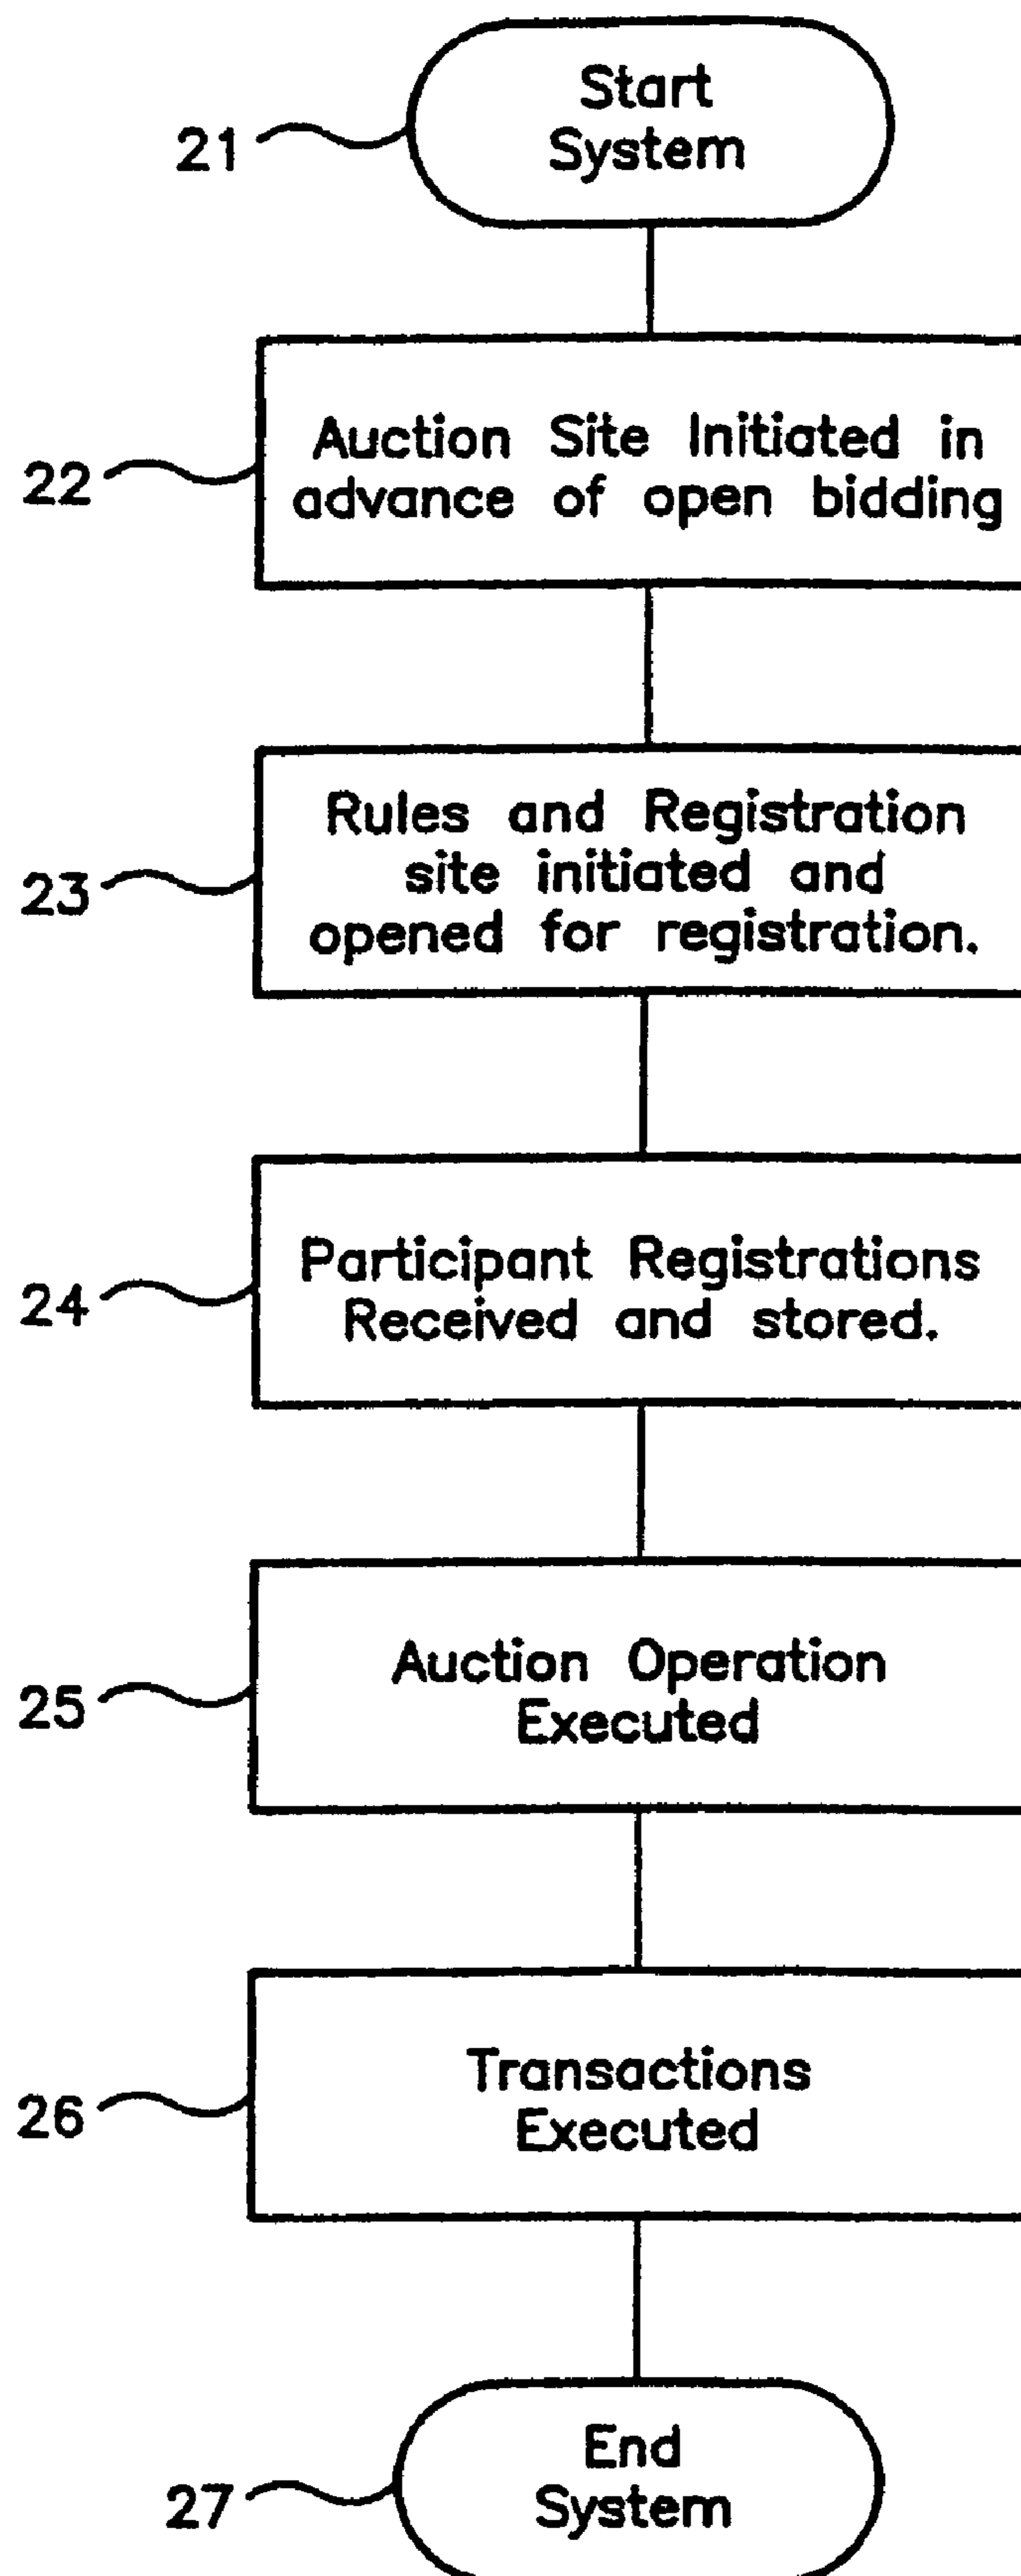 Start
System
21
Auction Site Initiated in
advance of open bidding
22
Rules and Registration
site initiated and
opened for registration.
23
Participant Registrations
Received and stored.
24
Auction Operation
Executed
25
Transactions
Executed
26
End
System
27